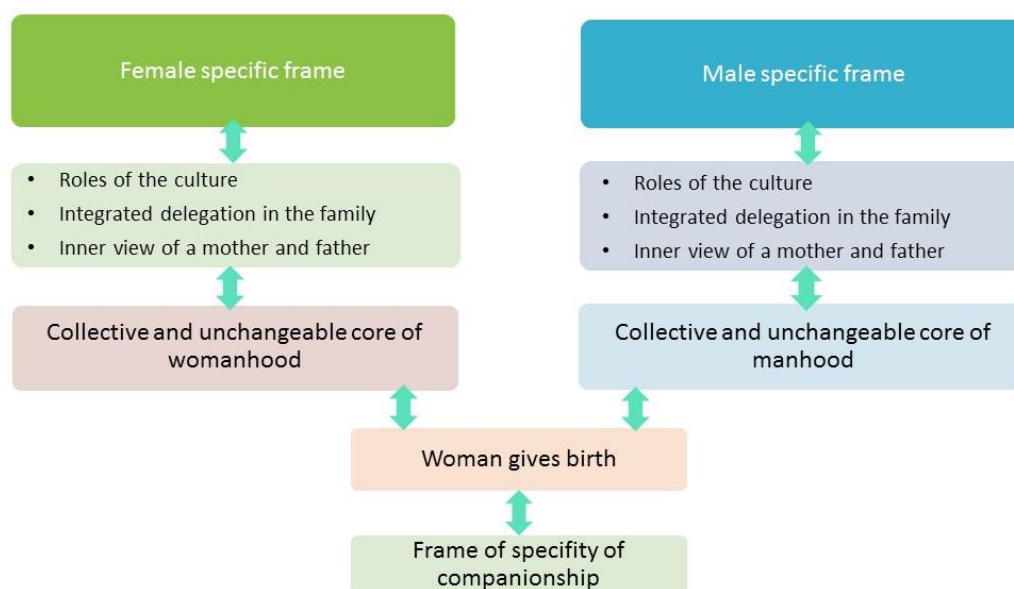 Female specific frame
Male specific frame
• Roles of the culture
• Integrated delegation in the family
• Inner view of a mother and father
• Roles of the culture
• Integrated delegation in the family
• Inner view of a mother and father
Collective and unchangeable core of
womanhood
Collective and unchangeable core of
manhood
Woman gives birth
Frame of specifity of
companionship